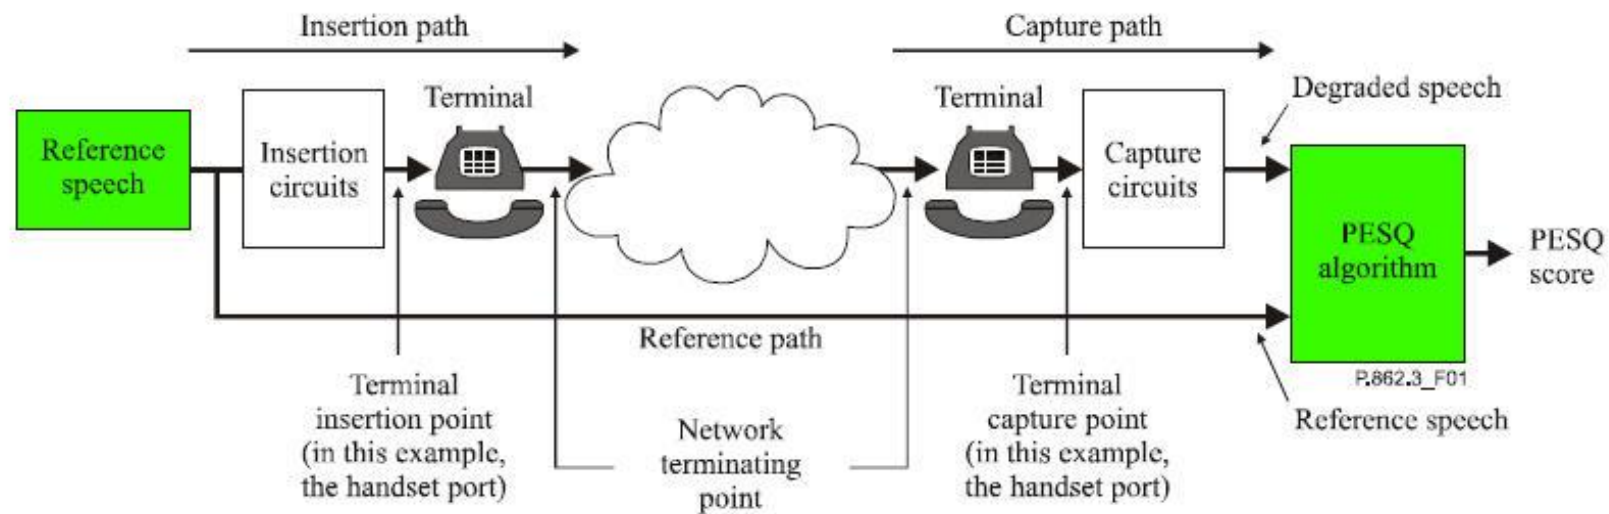 Insertion path
Capture path
Terminal
Terminal
Degraded speech
Reference
speech
Insertion
circuits
Capture
circuits
PESQ
algorithm
PESQ
score
Reference path
P.862.3_F01
Terminal
insertion point
(in this example,
the handset port)
Network
terminating
point
Terminal
capture point
(in this example,
the handset port)
Reference speech